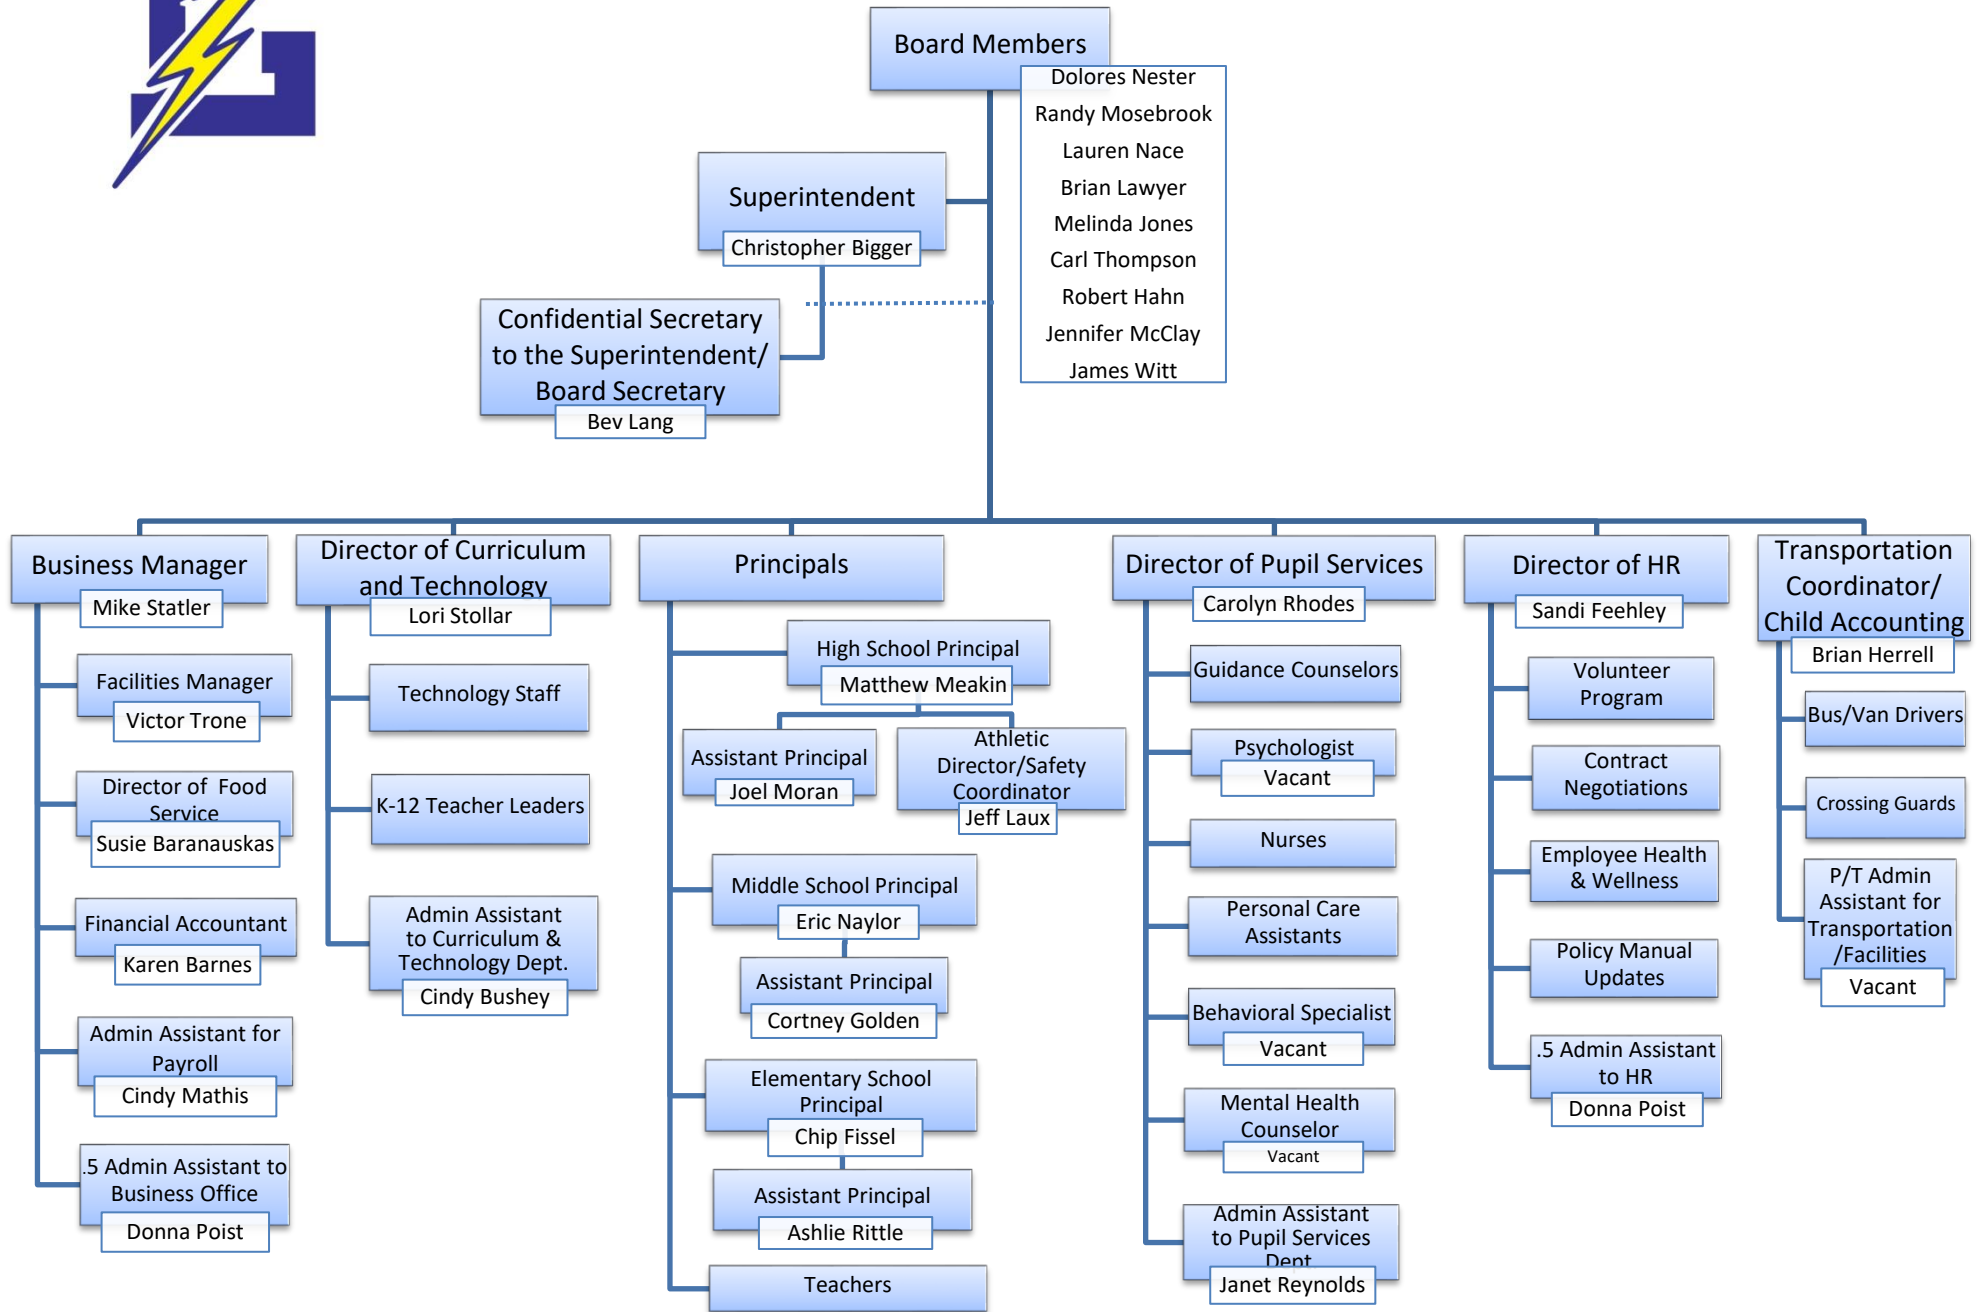 Board Members
Dolores Nester
Randy Mosebrook
Lauren Nace
Brian Lawyer
Melinda Jones
Carl Thompson
Robert Hahn
Jennifer McClay
James Witt
Superintendent
Christopher Bigger
Confidential Secretary
to the Superintendent/
Board Secretary
Bev Lang
Business Manager
Mike Statler
Facilities Manager
Victor Trone
Director of Food
Service
Susie Baranauskas
Financial Accountant
Karen Barnes
Admin Assistant for
Payroll
Cindy Mathis
.5 Admin Assistant to
Business Office
Donna Poist
Director of Curriculum
and Technology
Lori Stollar
Technology Staff
K-12 Teacher Leaders
Admin Assistant
to Curriculum &
Technology Dept.
Cindy Bushey
Principals
High School Principal
Matthew Meakin
Assistant Principal
Joel Moran
Athletic
Director/Safety
Coordinator
Jeff Laux
Middle School Principal
Eric Naylor
Assistant Principal
Cortney Golden
Elementary School
Principal
Chip Fissel
Assistant Principal
Ashlie Rittle
Teachers
Director of Pupil Services
Carolyn Rhodes
Guidance Counselors
Psychologist
Vacant
Nurses
Personal Care
Assistants
Behavioral Specialist
Vacant
Mental Health
Counselor
Vacant
Admin Assistant
to Pupil Services
Dept
Janet Reynolds
Director of HR
Sandi Feehley
Volunteer
Program
Contract
Negotiations
Employee Health
& Wellness
Policy Manual
Updates
.5 Admin Assistant
to HR
Donna Poist
Transportation
Coordinator/
Child Accounting
Brian Herrell
Bus/Van Drivers
Crossing Guards
P/T Admin
Assistant for
Transportation
/Facilities
Vacant